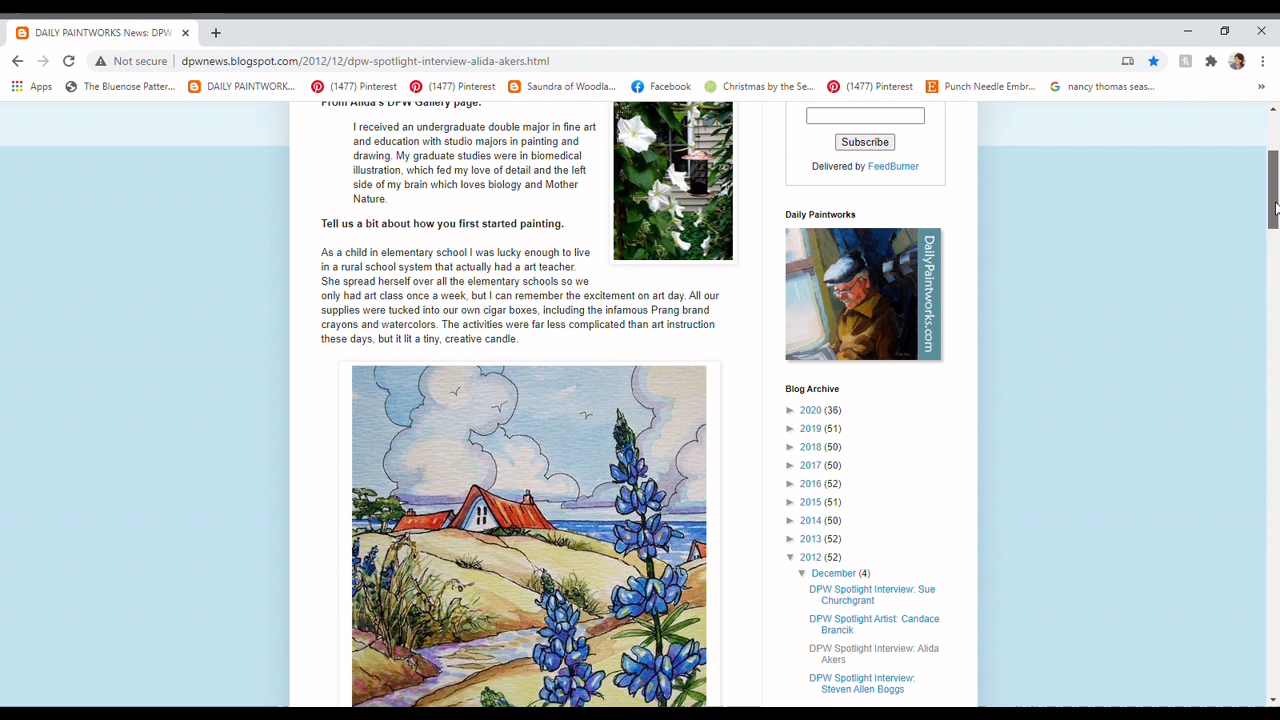 DAILY PAINTWORKS News: DPW
Not secure dpwnews.blogspot.com/2012/12/dpw-spotlight-interview-alida-akers.html
Apps The Bluenose Patter... DAILY PAINTWORK... (1477) Pinterest (1477) Pinterest Saundra of Woodla... Facebook Christmas by the Se... (1477) Pinterest Punch Needle Embr... nancy thomas seas... »
From Alida's DPW Gallery page:
I received an undergraduate double major in fine art
and education with studio majors in painting and
drawing. My graduate studies were in biomedical
illustration, which fed my love of detail and the left
side of my brain which loves biology and Mother
Nature.
Tell us a bit about how you first started painting.
As a child in elementary school I was lucky enough to live
in a rural school system that actually had a art teacher.
She spread herself over all the elementary schools so we
only had art class once a week, but I can remember the excitement on art day. All our
supplies were tucked into our own cigar boxes, including the infamous Prang brand
crayons and watercolors. The activities were far less complicated than art instruction
these days, but it lit a tiny, creative candle.
Subscribe
Delivered by FeedBurner
Daily Paintworks
DailyPaintworks.com
Blog Archive
► 2020 (36)
► 2019 (51)
► 2018 (50)
► 2017 (50)
► 2016 (52)
► 2015 (51)
► 2014 (50)
► 2013 (52)
▼ 2012 (52)
▼ December (4)
DPW Spotlight Interview: Sue
Churchgrant
DPW Spotlight Artist: Candace
Brancik
DPW Spotlight Interview: Alida
Akers
DPW Spotlight Interview:
Steven Allen Boggs